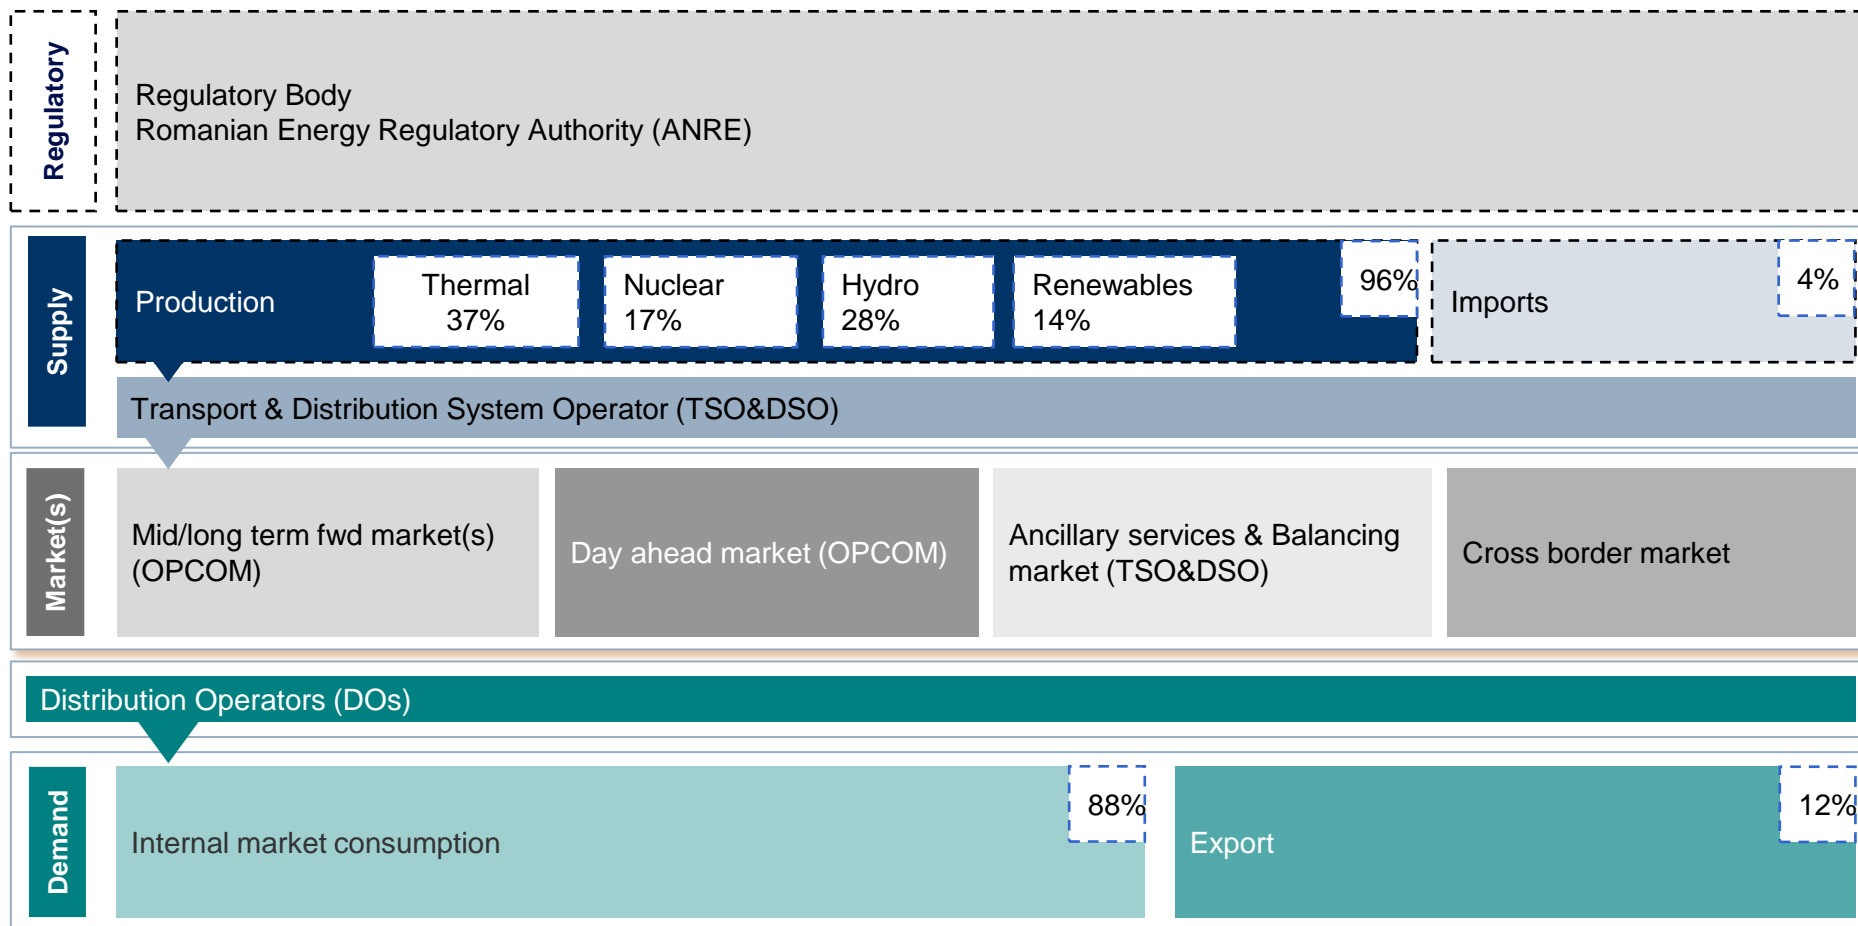 Regulatory
Regulatory Body
Romanian Energy Regulatory Authority (ANRE)
Supply
Production
Thermal
37%
Nuclear
17%
Hydro
28%
Renewables
14%
96%
Imports
4%
Transport & Distribution System Operator (TSO&DSO)
Market(s)
Mid/long term fwd market(s)
(OPCOM)
Day ahead market (OPCOM)
Ancillary services & Balancing
market (TSO&DSO)
Cross border market
Distribution Operators (DOs)
Demand
Internal market consumption
88%
Export
12%